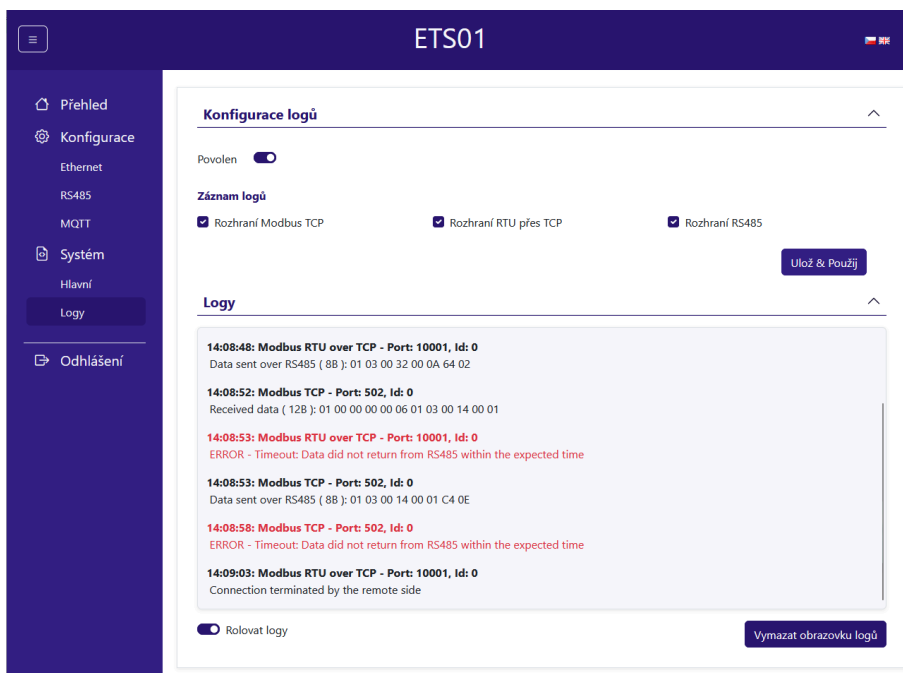 ETS01
Přehled
Konfigurace
Ethernet
RS485
MQTT
Systém
Hlavní
Logy
Odhlášení
Konfigurace logů
Povolen
Záznam logů
Rozhraní Modbus TCP
Rozhraní RTU přes TCP
Rozhraní RS485
Ulož & Použij
Logy
14:08:48: Modbus RTU over TCP - Port: 10001, Id: 0
Data sent over RS485 ( 8B ): 01 03 00 32 00 0A 64 02
14:08:52: Modbus TCP - Port: 502, Id: 0
Received data ( 12B ): 01 00 00 00 00 06 01 03 00 14 00 01
14:08:53: Modbus RTU over TCP - Port: 10001, Id: 0
ERROR - Timeout: Data did not return from RS485 within the expected time
14:08:53: Modbus TCP - Port: 502, Id: 0
Data sent over RS485 ( 8B ): 01 03 00 14 00 01 C4 0E
14:08:58: Modbus TCP - Port: 502, Id: 0
ERROR - Timeout: Data did not return from RS485 within the expected time
14:09:03: Modbus RTU over TCP - Port: 10001, Id: 0
Connection terminated by the remote side
Rolovat logy
Vymazat obrazovku logů